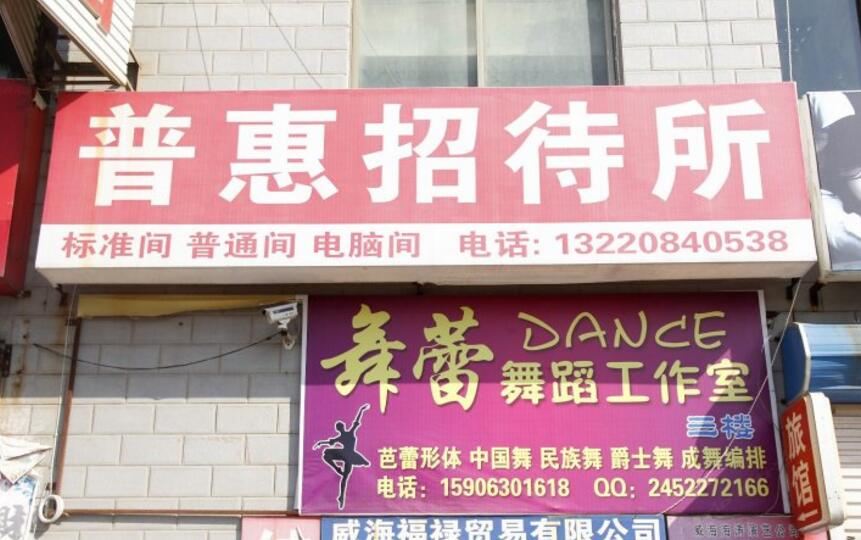 普惠招待所
标准间 普通间 电脑间 电话: 13220840538
舞蕾 DANCE
舞蹈工作室
三楼
芭蕾形体 中国舞 民族舞 爵士舞 成舞编排
电话: 15906301618 QQ: 2452272166
旅馆
威海福禄贸易有限公司